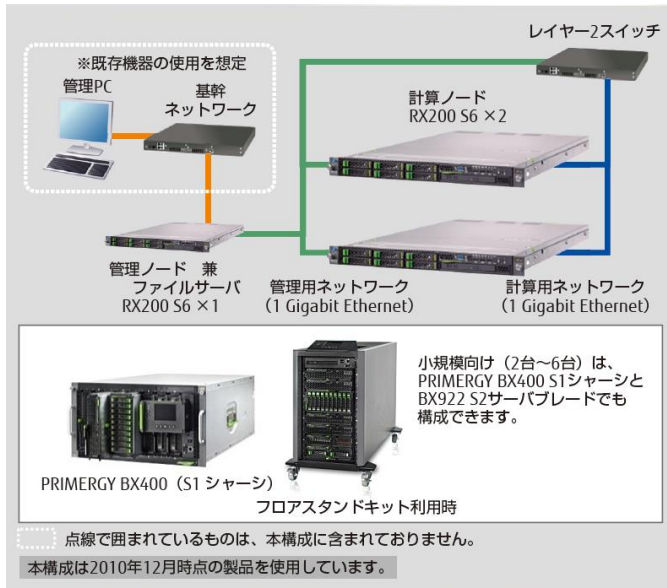 レイヤー2スイッチ
※既存機器の使用を想定
管理PC
基幹
ネットワーク
計算ノード
RX200 S6 ×2
管理ノード　兼
ファイルサーバ
RX200 S6 ×1
管理用ネットワーク
(1 Gigabit Ethernet)
計算用ネットワーク
(1 Gigabit Ethernet)
小規模向け（2台～6台）は、
PRIMERGY BX400 S1シャーシと
BX922 S2サーバブレードでも
構成できます。
PRIMERGY BX400（S1 シャーシ）
フロアスタンドキット利用時
点線で囲まれているものは、本構成に含まれておりません。
本構成は2010年12月時点の製品を使用しています。